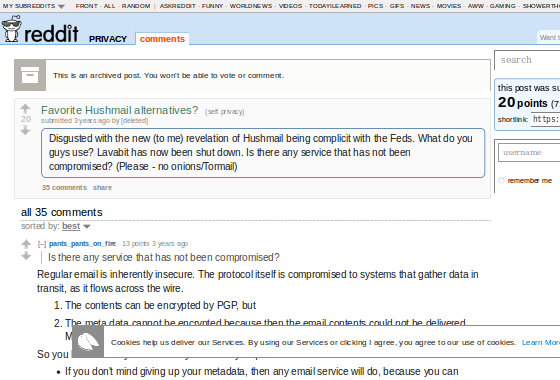 MY SUBREDDITS FRONT - ALL - RANDOM | ASKREDDIT - FUNNY - WORLDNEWS - VIDEOS - TODAYILEARNED - PICS - GIFS - NEWS - MOVIES - AWW - GAMING - SHOWERTH
reddit PRIVACY comments
Want t
search
This is an archived post. You won't be able to vote or comment.
this post was su
20 points (7
shortlink: https:
username
remember me
Favorite Hushmail alternatives? (self.privacy)
20
submitted 3 years ago by [deleted]
Disgusted with the new (to me) revelation of Hushmail being complicit with the Feds. What do you
guys use? Lavabit has now been shut down. Is there any service that has not been
compromised? (Please - no onions/Tormail)
35 comments share
all 35 comments
sorted by: best
[–] pants_pants_on_fire 13 points 3 years ago
Is there any service that has not been compromised?
Regular email is inherently insecure. The protocol itself is compromised to systems that gather data in
transit, as it flows across the wire.
1. The contents can be encrypted by PGP, but
2. The meta data cannot be encrypted because then the email contents could not be delivered.
Cookies help us deliver our Services. By using our Services or clicking I agree, you agree to our use of cookies. Learn Mor
So you
• If you don't mind giving up your metadata, then any email service will do, because you can